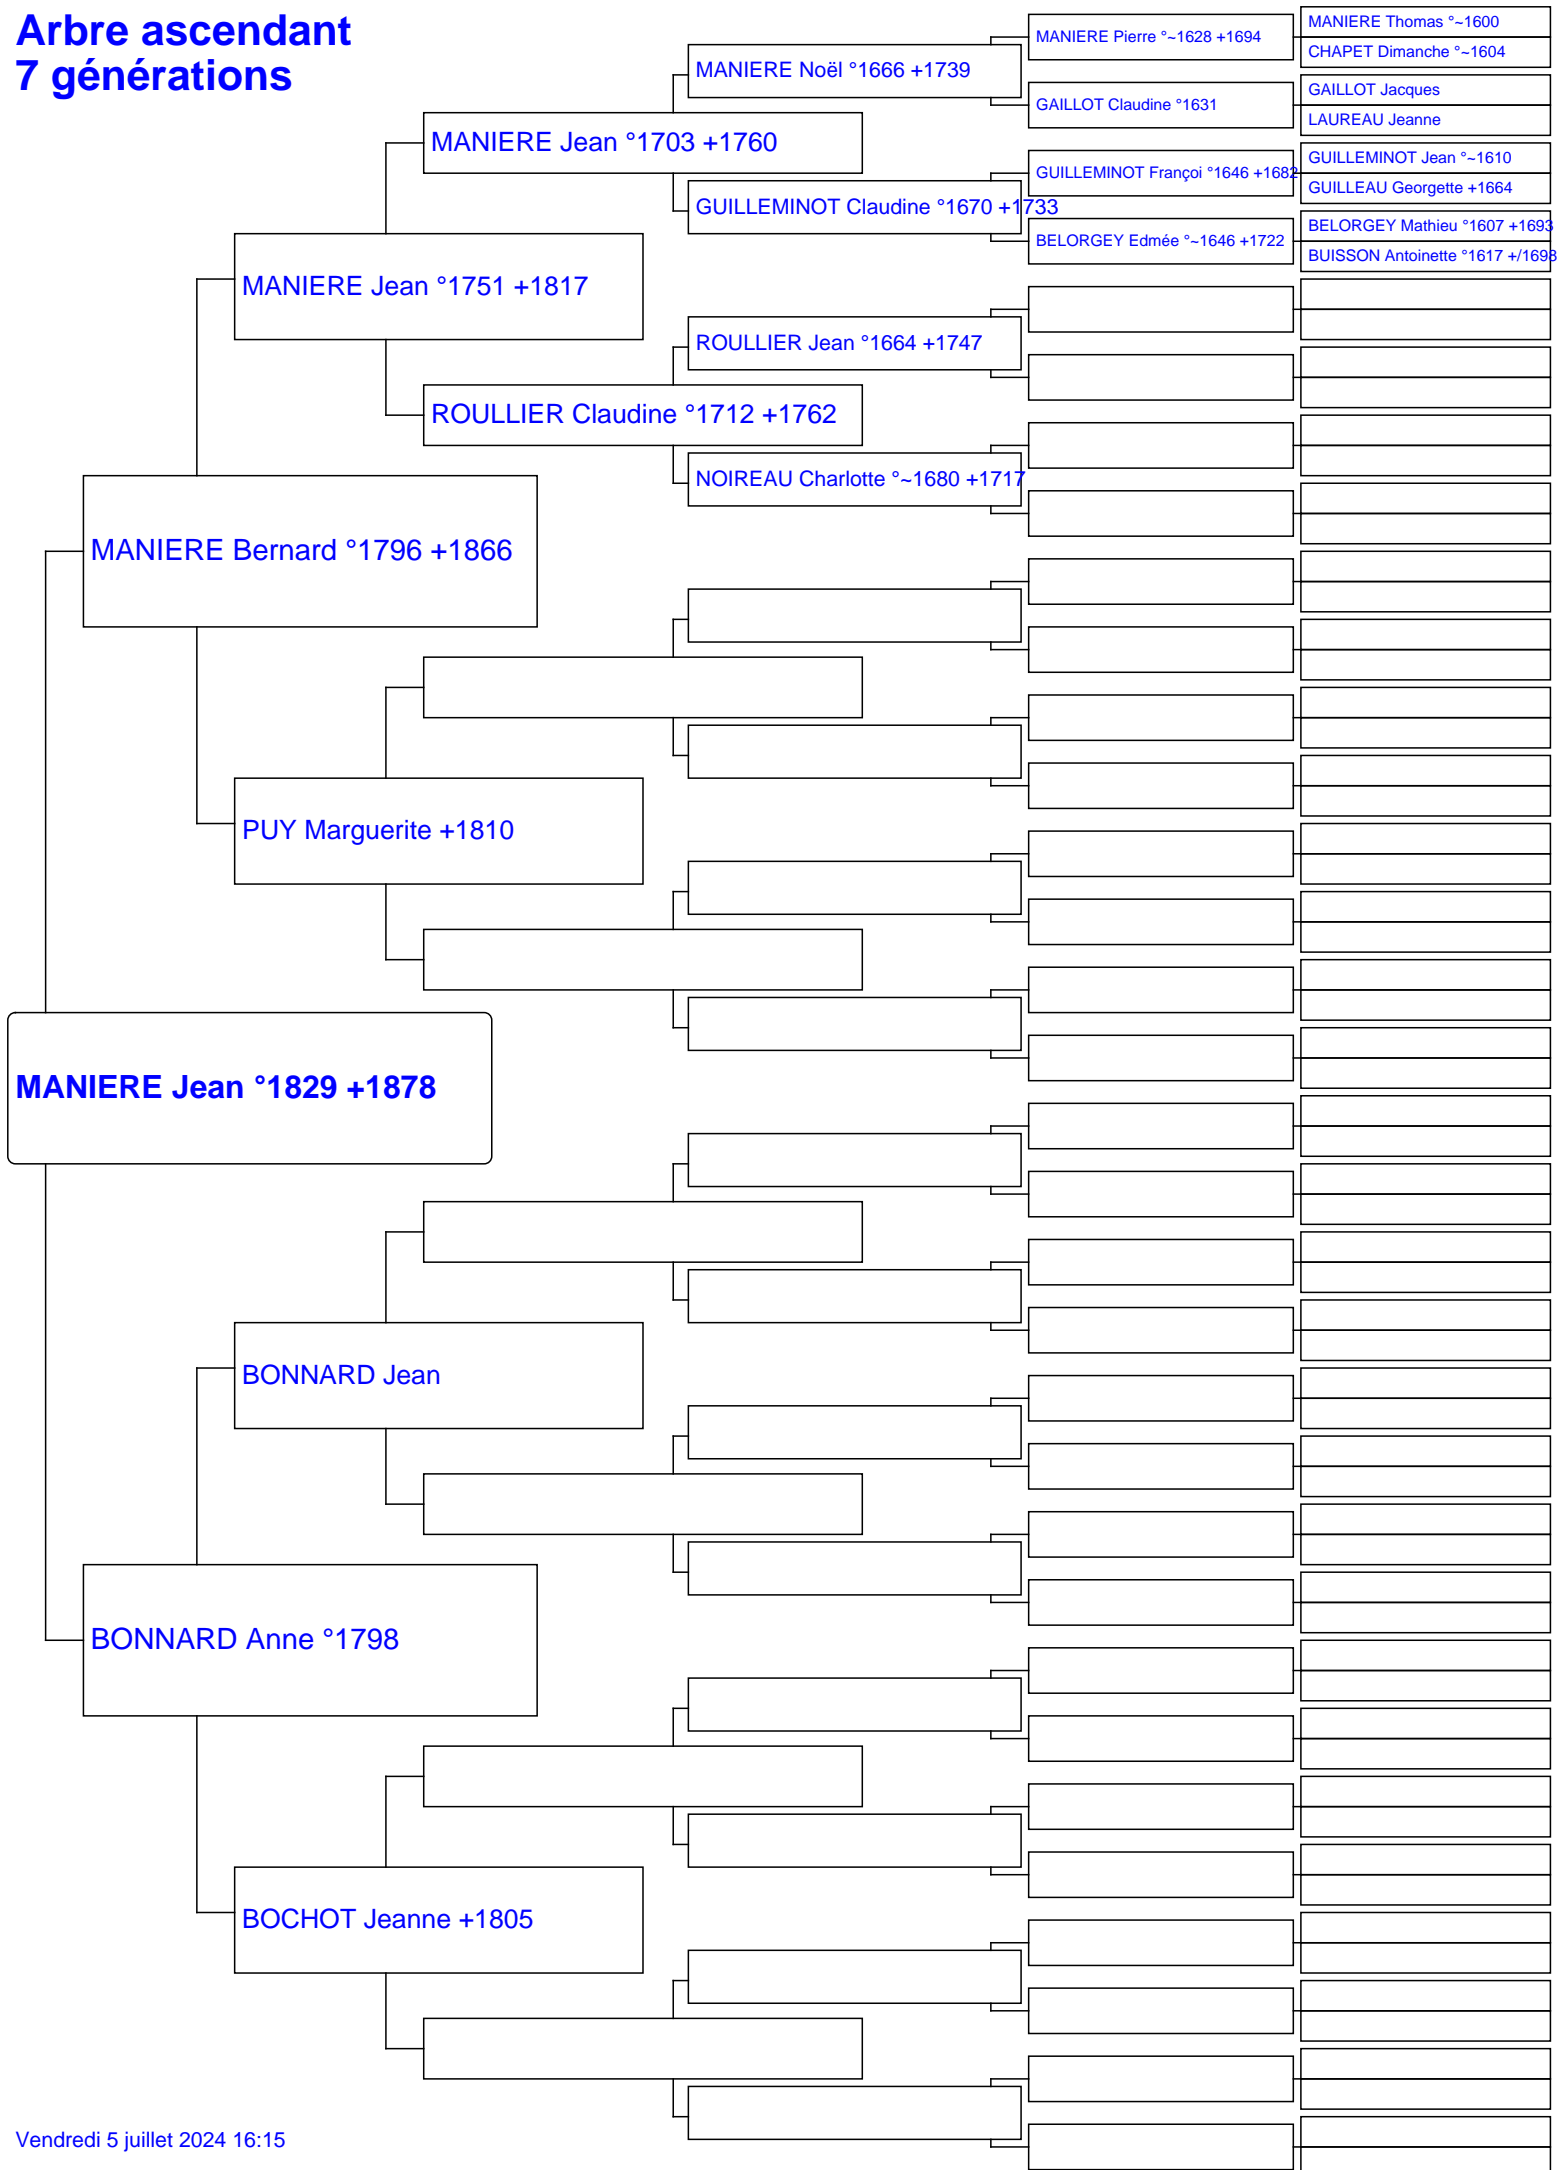 Arbre ascendant
7 générations
MANIERE Thomas °~1600
MANIERE Pierre °~1628 +1694
CHAPET Dimanche °~1604
MANIERE Noël °1666 +1739
GAILLOT Jacques
GAILLOT Claudine °1631
LAUREAU Jeanne
MANIERE Jean °1703 +1760
GUILLEMINOT Jean °~1610
GUILLEMINOT Françoi °1646 +1682
GUILLEAU Georgette +1664
GUILLEMINOT Claudine °1670 +1733
BELORGEY Mathieu °1607 +1693
BELORGEY Edmée °~1646 +1722
BUISSON Antoinette °1617 +/1698
MANIERE Jean °1751 +1817
ROULLIER Jean °1664 +1747
ROULLIER Claudine °1712 +1762
NOIREAU Charlotte °~1680 +1717
MANIERE Bernard °1796 +1866
PUY Marguerite +1810
MANIERE Jean °1829 +1878
BONNARD Jean
BONNARD Anne °1798
BOCHOT Jeanne +1805
Vendredi 5 juillet 2024 16:15